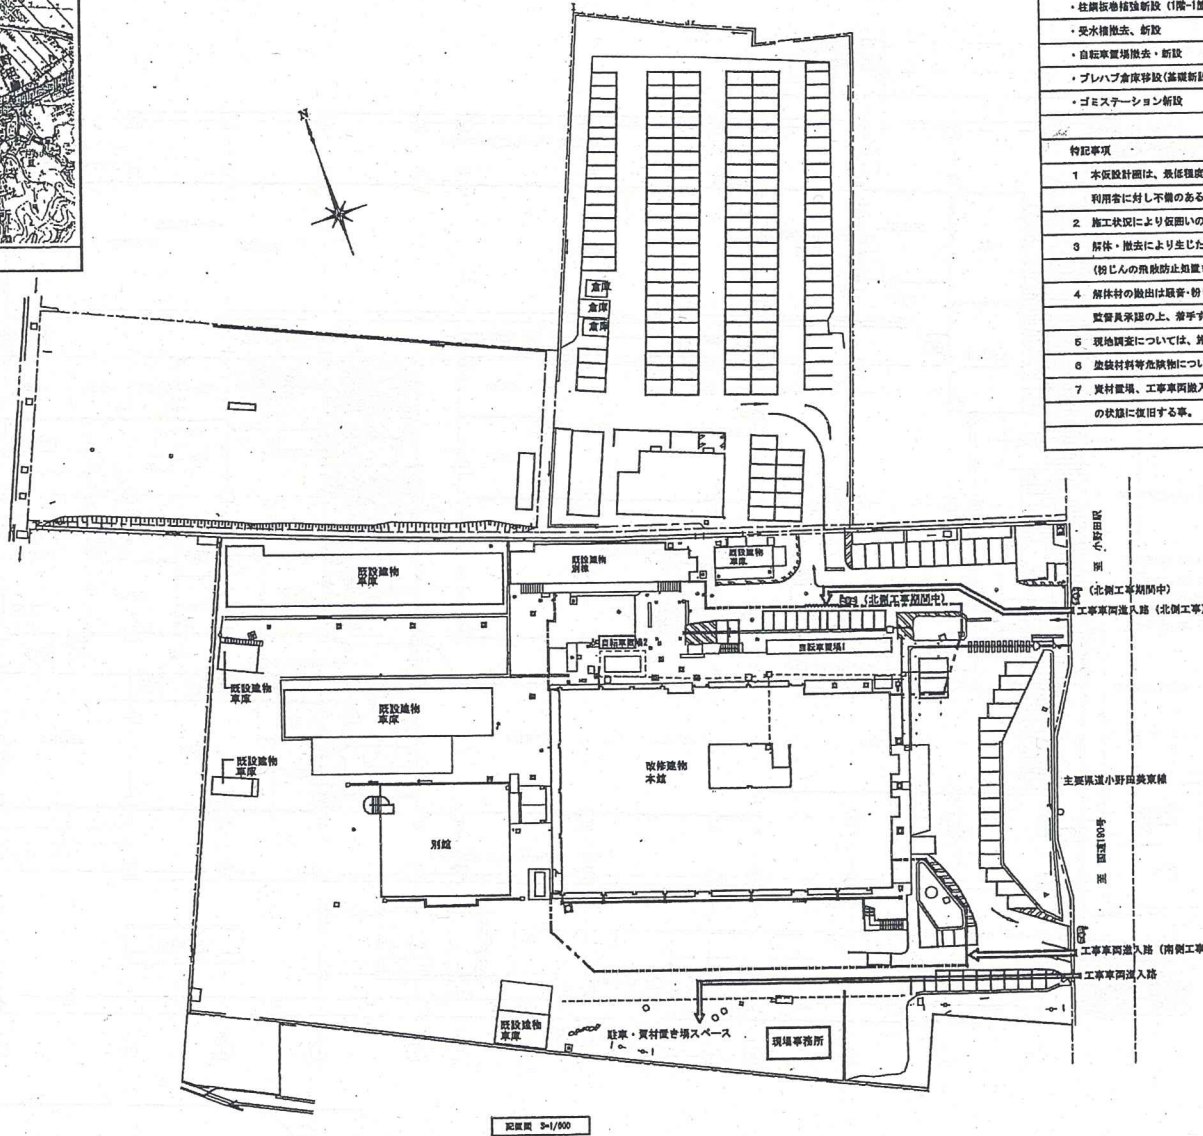 ・柱鋼板巻補強新設（1階~1
・受水槽撤去、新設
・自転車置場撤去・新設
・プレハブ倉庫移設（基礎新設
・ゴミステーション新設
特記事項
1 本仮設計画は、最低程度
利用者に対し不備のある
2 施工状況により仮囲いの
3 解体・撤去により生じた
（粉じんの飛散防止処置
4 解体材の搬出は騒音・粉
監督員承認の上、着手す
5 現地調査については、施
6 塗装材料等危険物につい
7 資材置場、工事車両搬入
の状態に復旧する事。
N
倉庫
倉庫
倉庫
至 小野田駅
既設建物
車庫
既設建物
別棟
既設建物
車庫
（北側工事期間中）
（北側工事期間中）
工事車両進入路（北側工事
自転車置場2
自転車置場1
既設建物
車庫
既設建物
車庫
既設建物
車庫
改修建物
本館
主要県道小野田美東線
別館
至 国道190号
工事車両進入路（南側工事
工事車両進入路
既設建物
車庫
駐車・資材置き場スペース
現場事務所
配置図 S=1/600